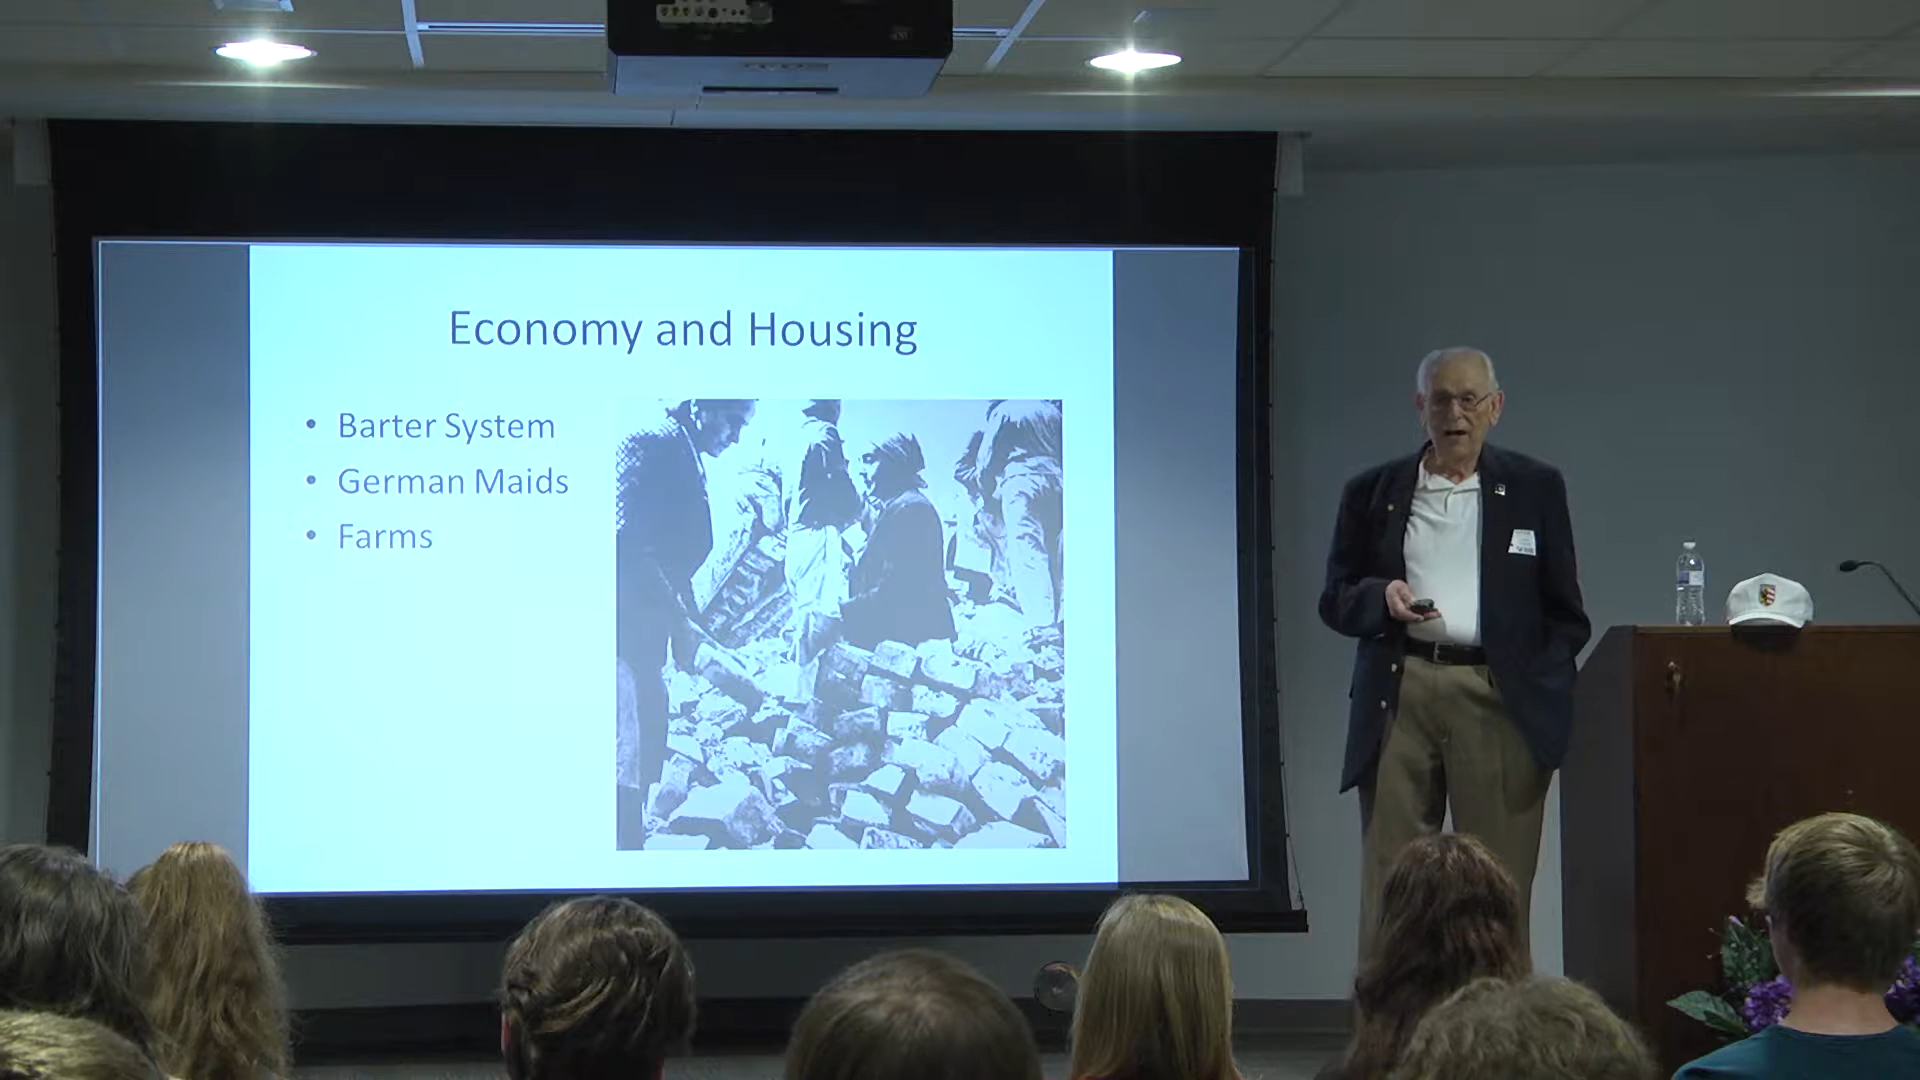 Economy and Housing
• Barter System
• German Maids
• Farms